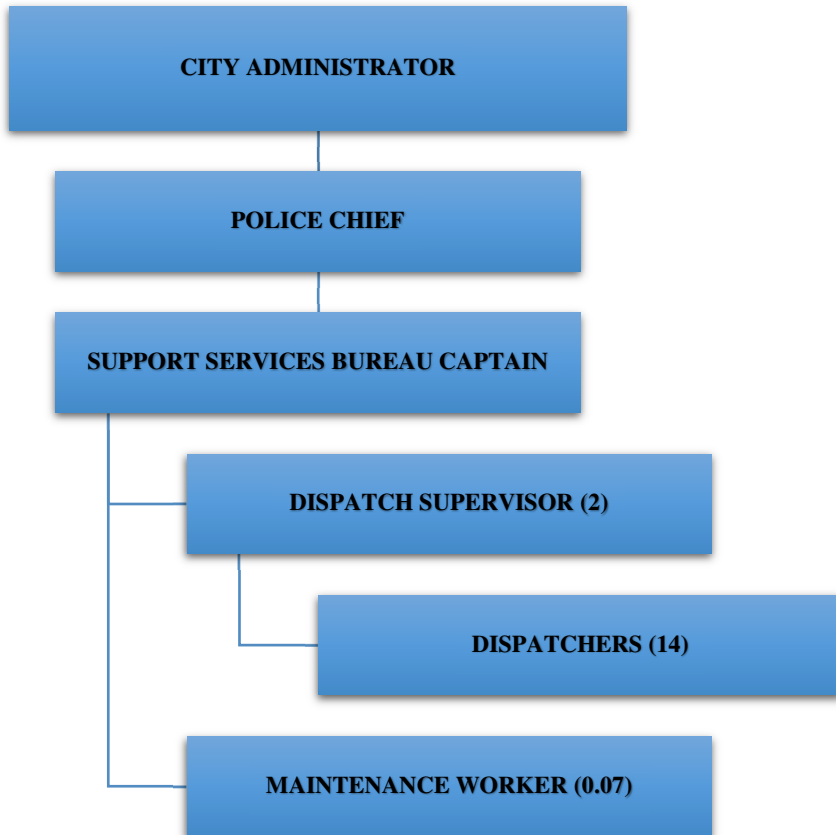 CITY ADMINISTRATOR
POLICE CHIEF
SUPPORT SERVICES BUREAU CAPTAIN
DISPATCH SUPERVISOR (2)
DISPATCHERS (14)
MAINTENANCE WORKER (0.07)